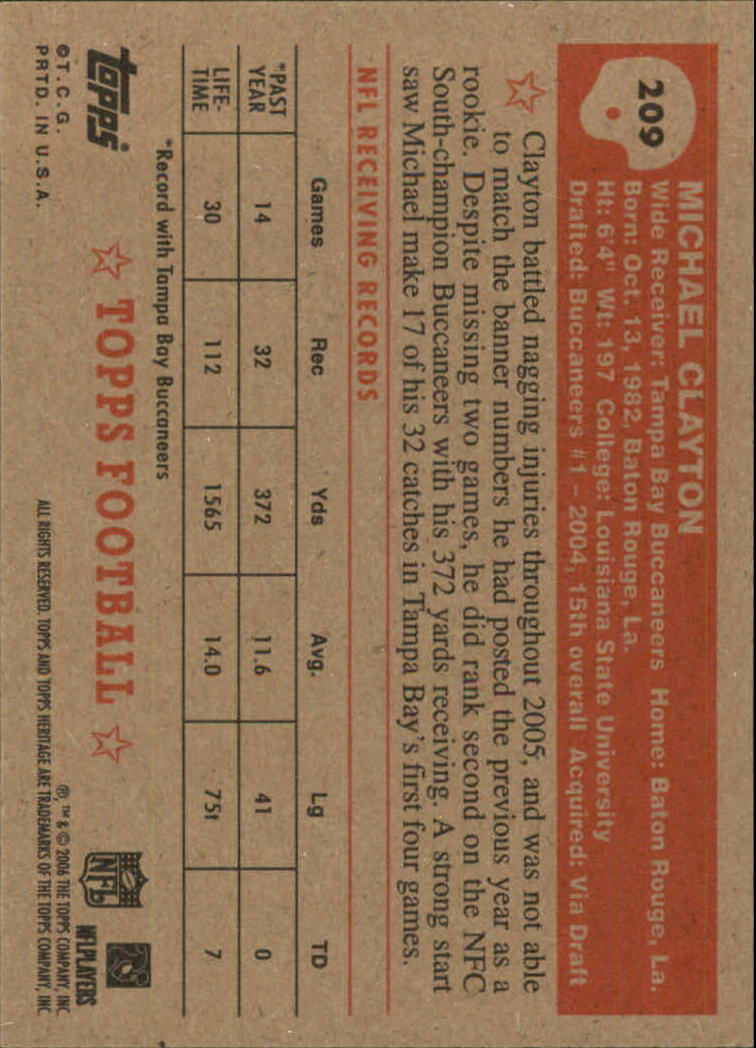 209
MICHAEL CLAYTON
Wide Receiver: Tampa Bay Buccaneers Home: Baton Rouge, La.
Born: Oct. 13, 1982, Baton Rouge, La.
Ht: 6'4" Wt: 197 College: Louisiana State University
Drafted: Buccaneers #1 - 2004, 15th overall Acquired: Via Draft
Clayton battled nagging injuries throughout 2005, and was not able
to match the banner numbers he had posted the previous year as a
rookie. Despite missing two games, he did rank second on the NFC
South-champion Buccaneers with his 372 yards receiving. A strong start
saw Michael make 17 of his 32 catches in Tampa Bay's first four games.
NFL RECEIVING RECORDS
Games Rec Yds Avg. Lg TD
*PAST YEAR 14 32 372 11.6 41 0
LIFE-TIME 30 112 1565 14.0 75t 7
*Record with Tampa Bay Buccaneers
topps
©T.C.G.
PRTD. IN U.S.A.
☆ TOPPS FOOTBALL ☆
NFL
NFLPLAYERS
®, ™ & © 2006 THE TOPPS COMPANY, INC
ALL RIGHTS RESERVED. TOPPS AND TOPPS HERITAGE ARE TRADEMARKS OF THE TOPPS COMPANY, INC